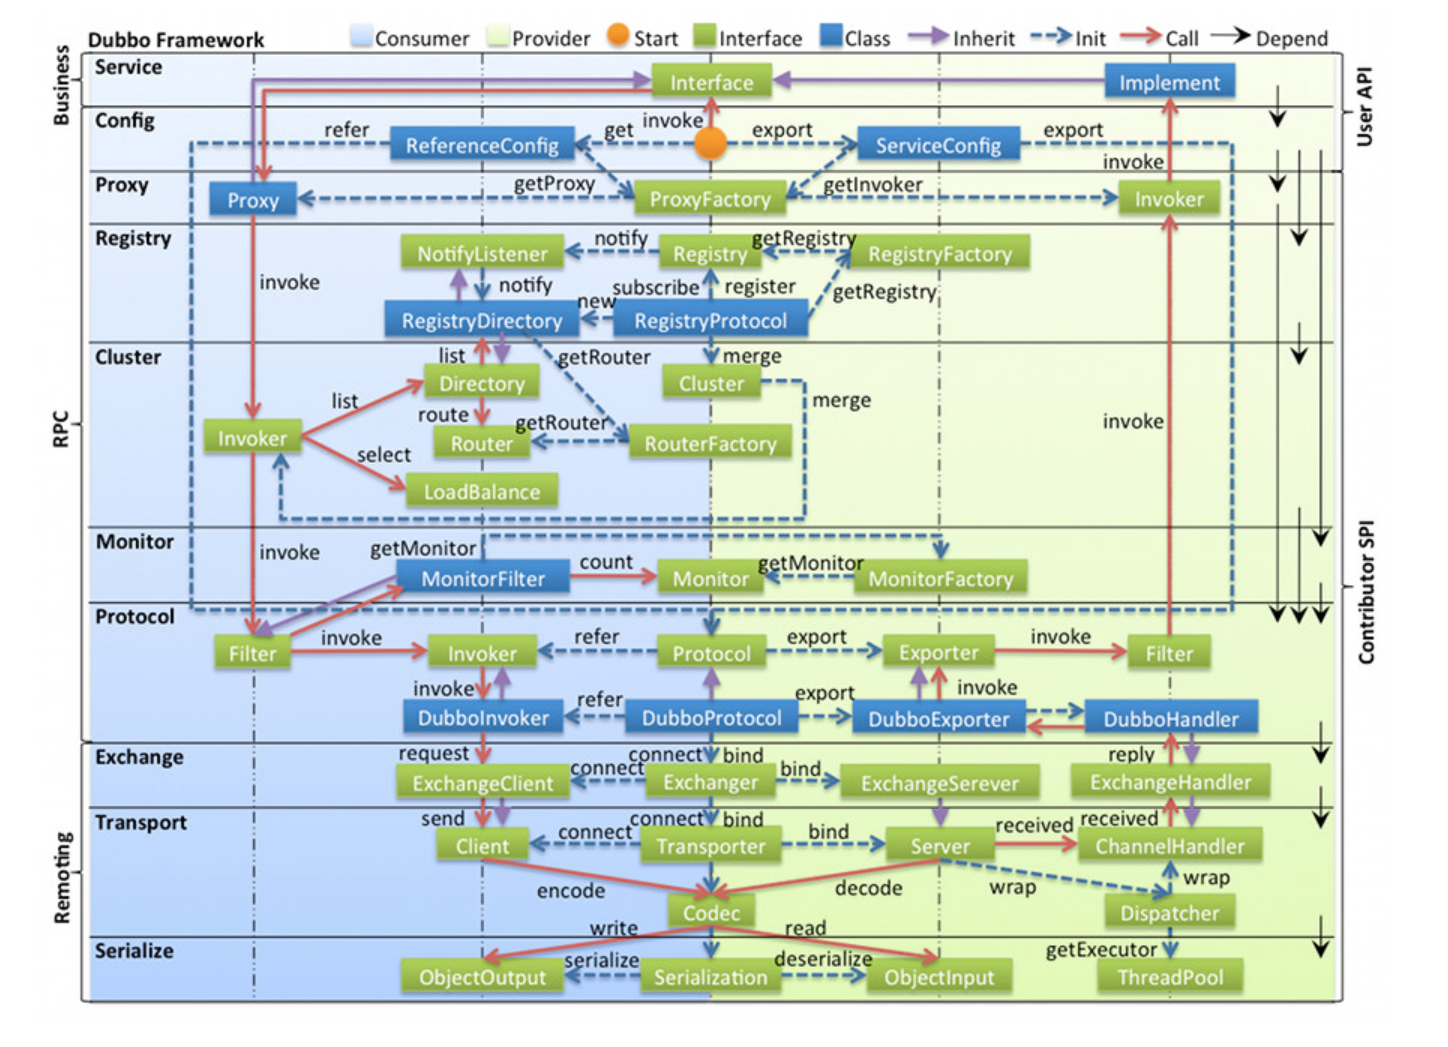 Dubbo Framework
Consumer
Provider
Start
Interface
Class
Inherit
Init
Call
Depend
Business
RPC
Remoting
User API
Contributor SPI
Service
Interface
Implement
Config
refer
ReferenceConfig
get
invoke
export
ServiceConfig
export
invoke
Proxy
Proxy
getProxy
ProxyFactory
getInvoker
Invoker
Registry
NotifyListener
notify
Registry
getRegistry
RegistryFactory
invoke
notify
subscribe
register
getRegistry
RegistryDirectory
new
RegistryProtocol
Cluster
list
getRouter
merge
Directory
Cluster
list
merge
route
getRouter
invoke
Invoker
Router
RouterFactory
select
LoadBalance
Monitor
invoke
getMonitor
MonitorFilter
count
Monitor
getMonitor
MonitorFactory
Protocol
Filter
invoke
Invoker
refer
Protocol
export
Exporter
invoke
Filter
invoke
refer
export
invoke
DubboInvoker
DubboProtocol
DubboExporter
DubboHandler
Exchange
request
connect
bind
reply
ExchangeClient
connect
Exchanger
bind
ExchangeSerever
ExchangeHandler
Transport
send
connect
bind
received
received
Client
connect
Transporter
bind
Server
ChannelHandler
encode
decode
wrap
wrap
Codec
Dispatcher
write
read
Serialize
serialize
deserialize
getExecutor
ObjectOutput
Serialization
ObjectInput
ThreadPool